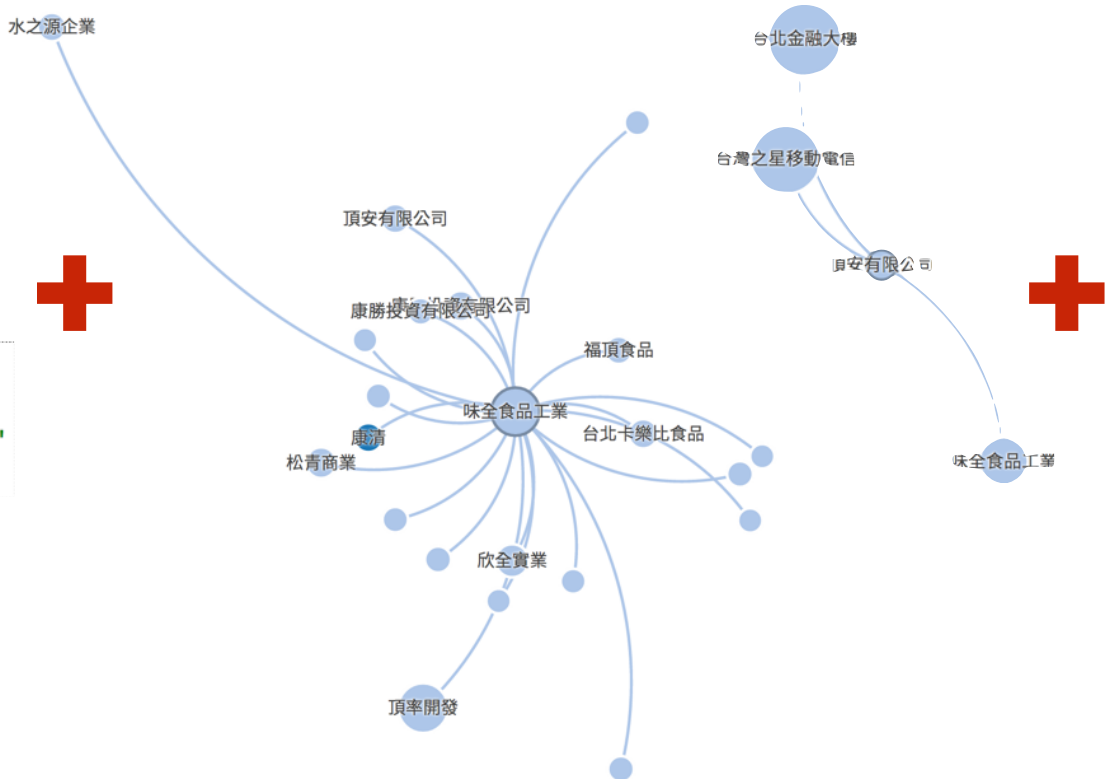 水之源企業
台北金融大樓
台灣之星移動電信
頂安有限公司
頂安有限公司
康勝投資有限公司
福頂食品
味全食品工業
台北卡樂比食品
康清
松青商業
味全食品工業
欣全實業
頂率開發